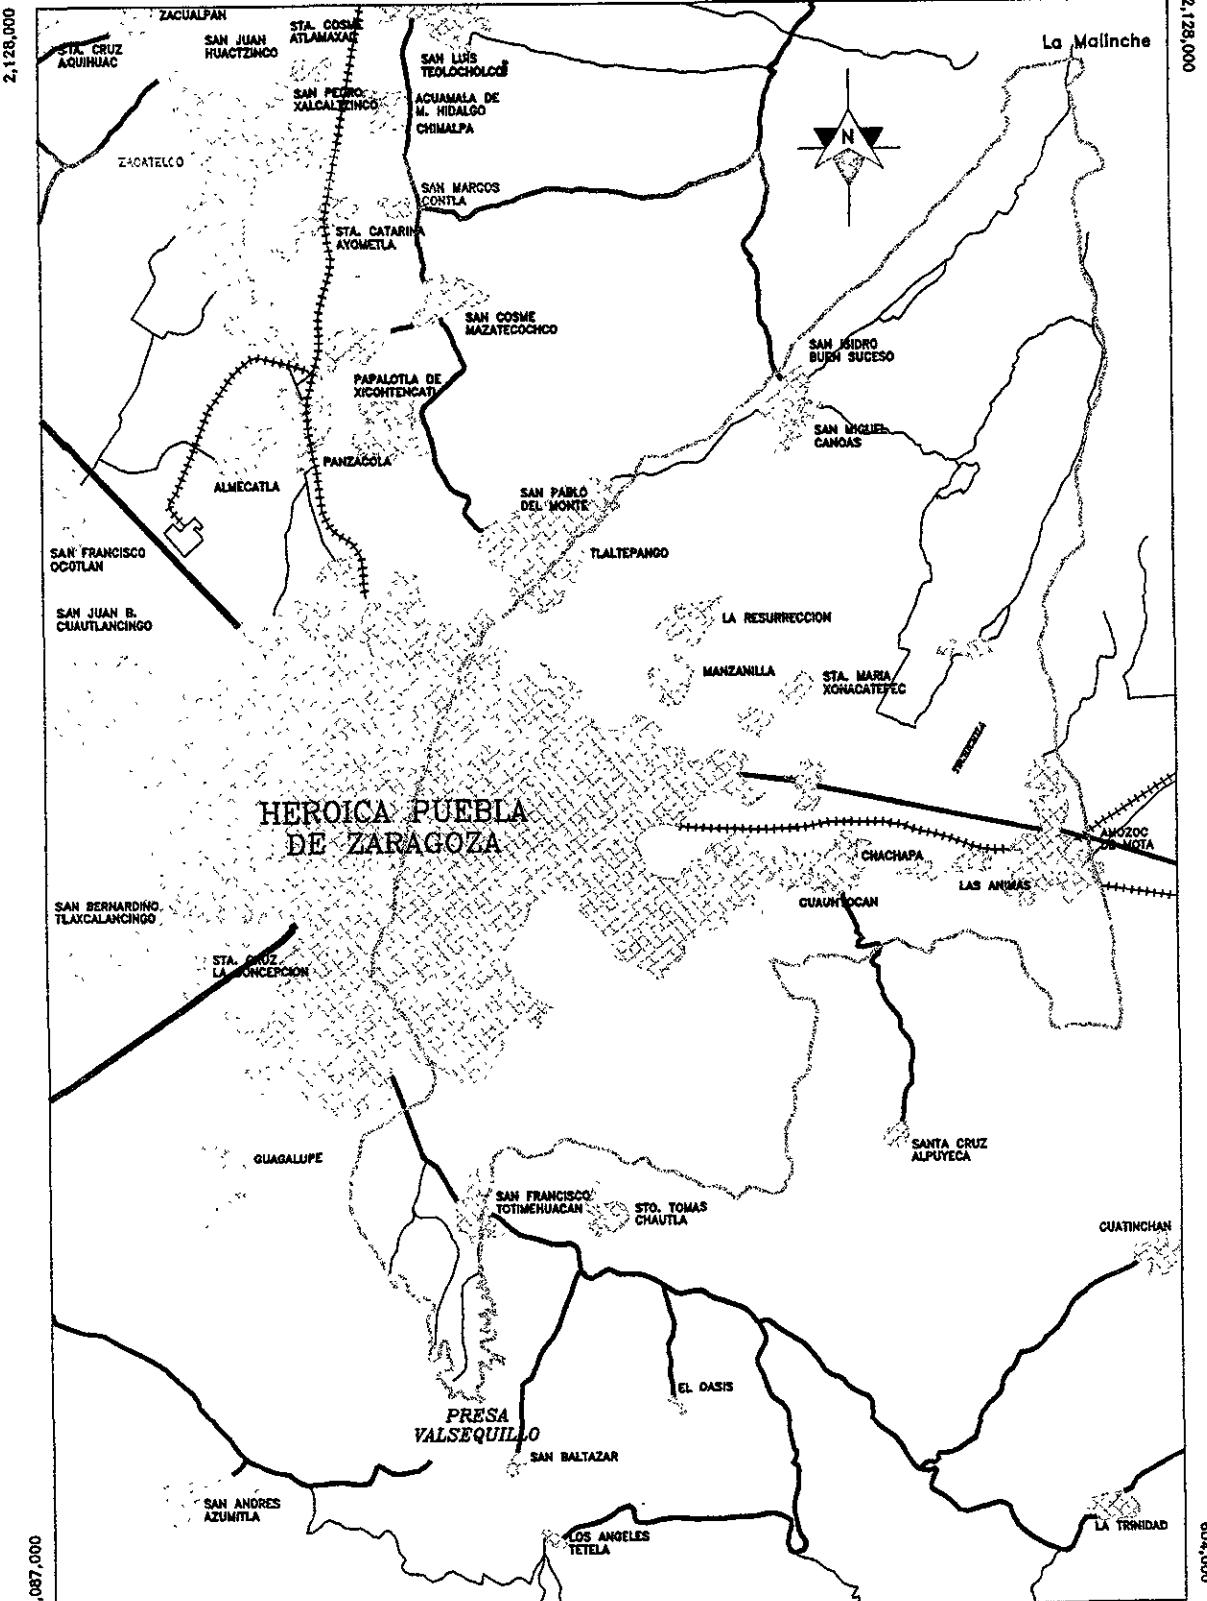 2,128,000
2,128,000
ZACUALPAN
STA. CRUZ
AQUIHUAC
SAN JUAN
HUACTZINCO
STA. COSME
ATLAMAXAC
SAN LUIS
TEOLOCHOLCO
La Malinche
SAN PEDRO
XALCALTZINCO
ACUAMALA DE
M. HIDALGO
CHIMALPA
N
ZACATELCO
SAN MARCOS
CONTLA
STA. CATARINA
AYOMETLA
SAN COSME
MAZATECOCHCO
SAN ISIDRO
BUEN SUCESO
PAPALOTLA DE
XICOHTENCATL
SAN MIGUEL
CANOAS
PANZACOLA
ALMECATLA
SAN PABLO
DEL MONTE
SAN FRANCISCO
OCOTLAN
TLALTEPANGO
SAN JUAN B.
CUAUTLANCINGO
LA RESURRECCION
MANZANILLA
STA. MARIA
XONACATEPEC
HEROICA PUEBLA
DE ZARAGOZA
AMOZOC
DE MOTA
CHACHAPA
LAS ANIMAS
CUAUHTOCAN
SAN BERNARDINO
TLAXCALANCINGO
STA. CRUZ
LA CONCEPCION
SANTA CRUZ
ALPUYECA
GUAGALUPE
SAN FRANCISCO
TOTIMEHUACAN
STO. TOMAS
CHAUTLA
CUATINCHAN
EL OASIS
PRESA
VALSEQUILLO
SAN BALTAZAR
SAN ANDRES
AZUMITLA
LOS ANGELES
TETELA
LA TRINIDAD
,087,000
604,000